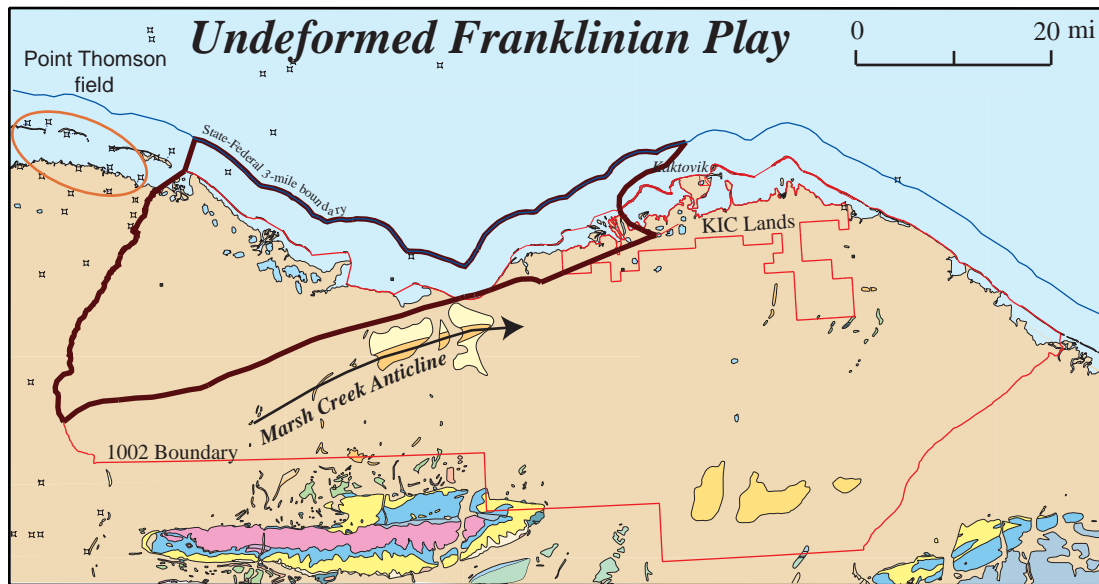 Undeformed Franklinian Play
0 20 mi
Point Thomson
field
State-Federal 3-mile boundary
Kaktovik
KIC Lands
Marsh Creek Anticline
1002 Boundary